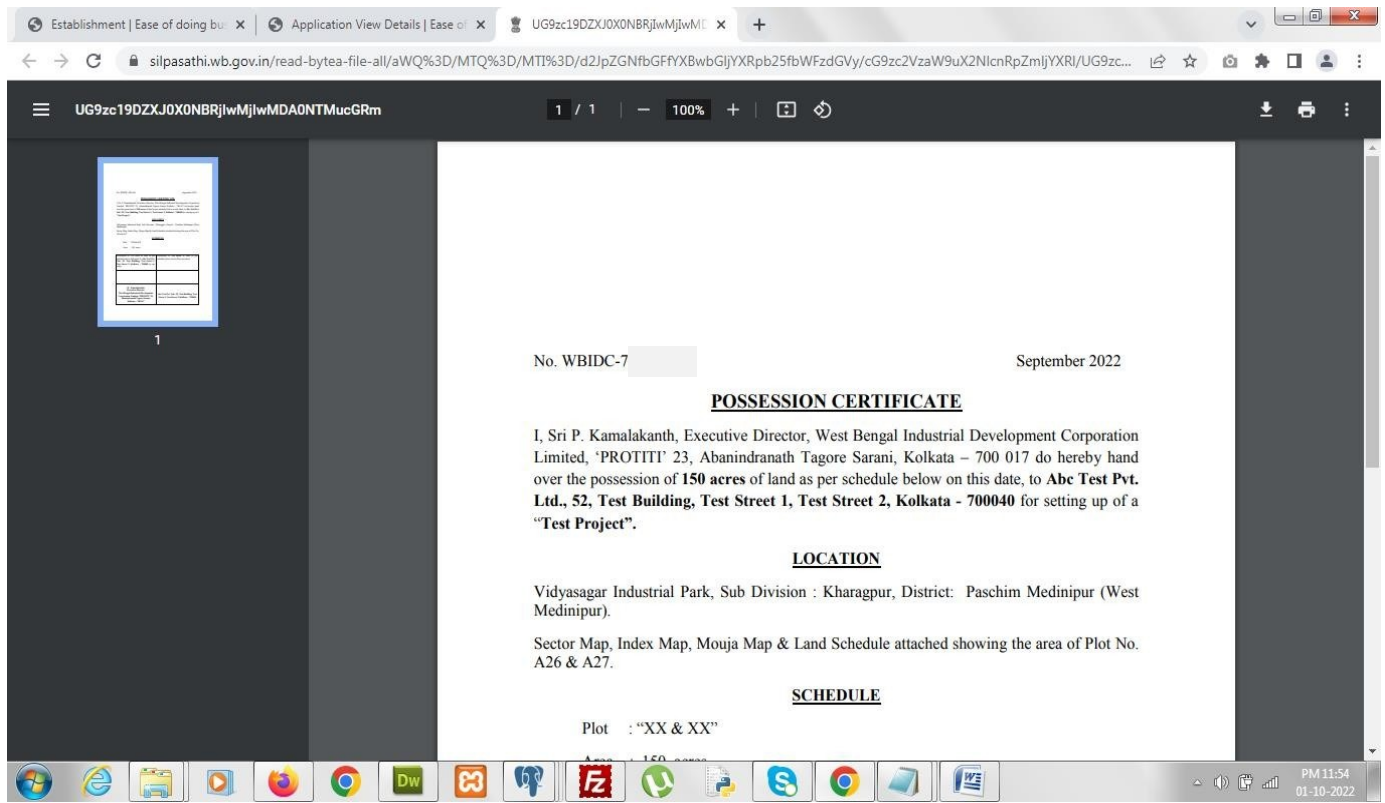 Establishment | Ease of doing bu
Application View Details | Ease of
UG9zc19DZXJ0X0NBRjIwMjIwMD
silpasathi.wb.gov.in/read-bytea-file-all/aWQ%3D/MTQ%3D/MTI%3D/d2JpZGNfbGFfYXBwbGljYXRpb25fbWFzdGVy/cG9zc2VzaW9uX2NlcnRpZmljYXRl/UG9zc...
UG9zc19DZXJ0X0NBRjIwMjIwMDA0NTMucGRm
1 / 1
100%
1
No. WBIDC-7
September 2022
POSSESSION CERTIFICATE
I, Sri P. Kamalakanth, Executive Director, West Bengal Industrial Development Corporation
Limited, ‘PROTITI’ 23, Abanindranath Tagore Sarani, Kolkata – 700 017 do hereby hand
over the possession of 150 acres of land as per schedule below on this date, to Abc Test Pvt.
Ltd., 52, Test Building, Test Street 1, Test Street 2, Kolkata - 700040 for setting up of a
“Test Project”.
LOCATION
Vidyasagar Industrial Park, Sub Division : Kharagpur, District: Paschim Medinipur (West
Medinipur).
Sector Map, Index Map, Mouja Map & Land Schedule attached showing the area of Plot No.
A26 & A27.
SCHEDULE
Plot : “XX & XX”
Area : 150 acres
Dw
PM 11:54
01-10-2022